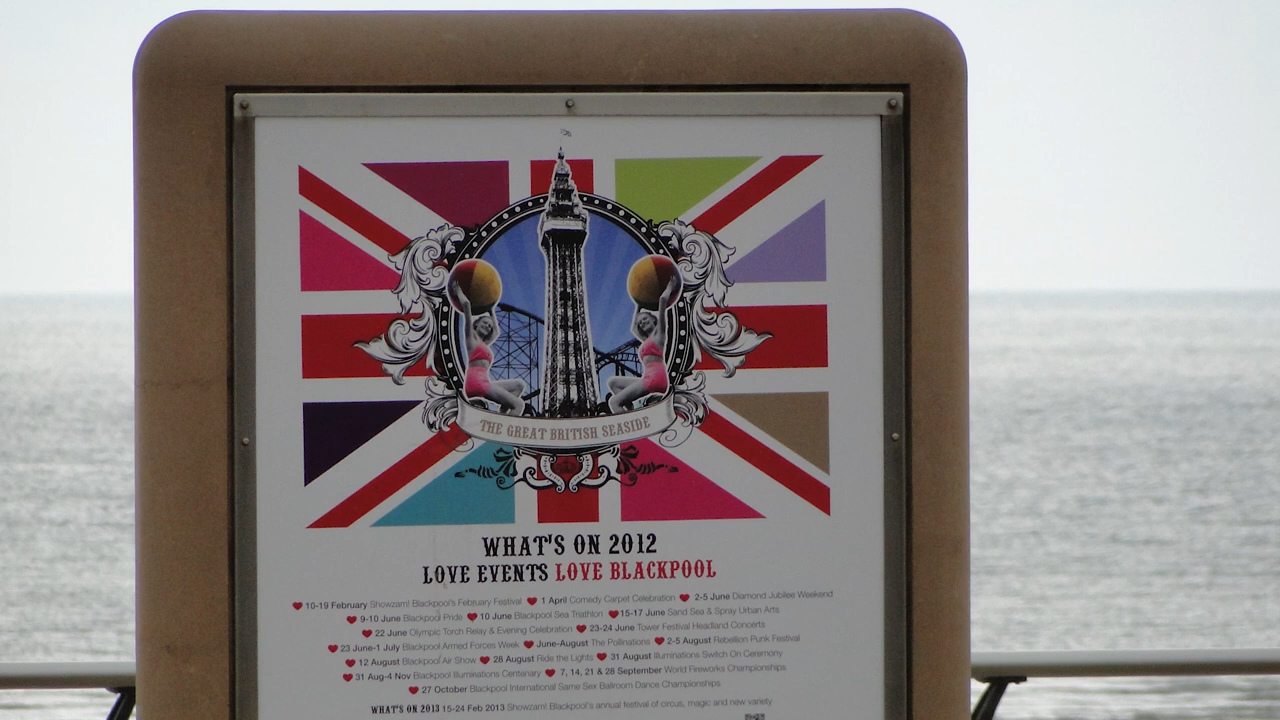 THE GREAT BRITISH SEASIDE
WHAT'S ON 2012
LOVE EVENTS LOVE BLACKPOOL
10-19 February Showzam! Blackpool's February Festival 1 April Comedy Carpet Celebration 2-5 June Diamond Jubilee Weekend
9-10 June Blackpool Pride 10 June Blackpool Sea Triathlon 15-17 June Sand Sea & Spray Urban Arts
22 June Olympic Torch Relay & Evening Celebration 23-24 June Tower Festival Headland Concerts
23 June-1 July Blackpool Armed Forces Week June-August The Pollinations 2-5 August Rebellion Punk Festival
12 August Blackpool Air Show 28 August Ride the Lights 31 August Illuminations Switch On Ceremony
31 Aug-4 Nov Blackpool Illuminations Centenary 7, 14, 21 & 28 September World Fireworks Championships
27 October Blackpool International Same Sex Ballroom Dance Championships
WHAT'S ON 2013 15-24 Feb 2013 Showzam! Blackpool's annual festival of circus, magic and new variety